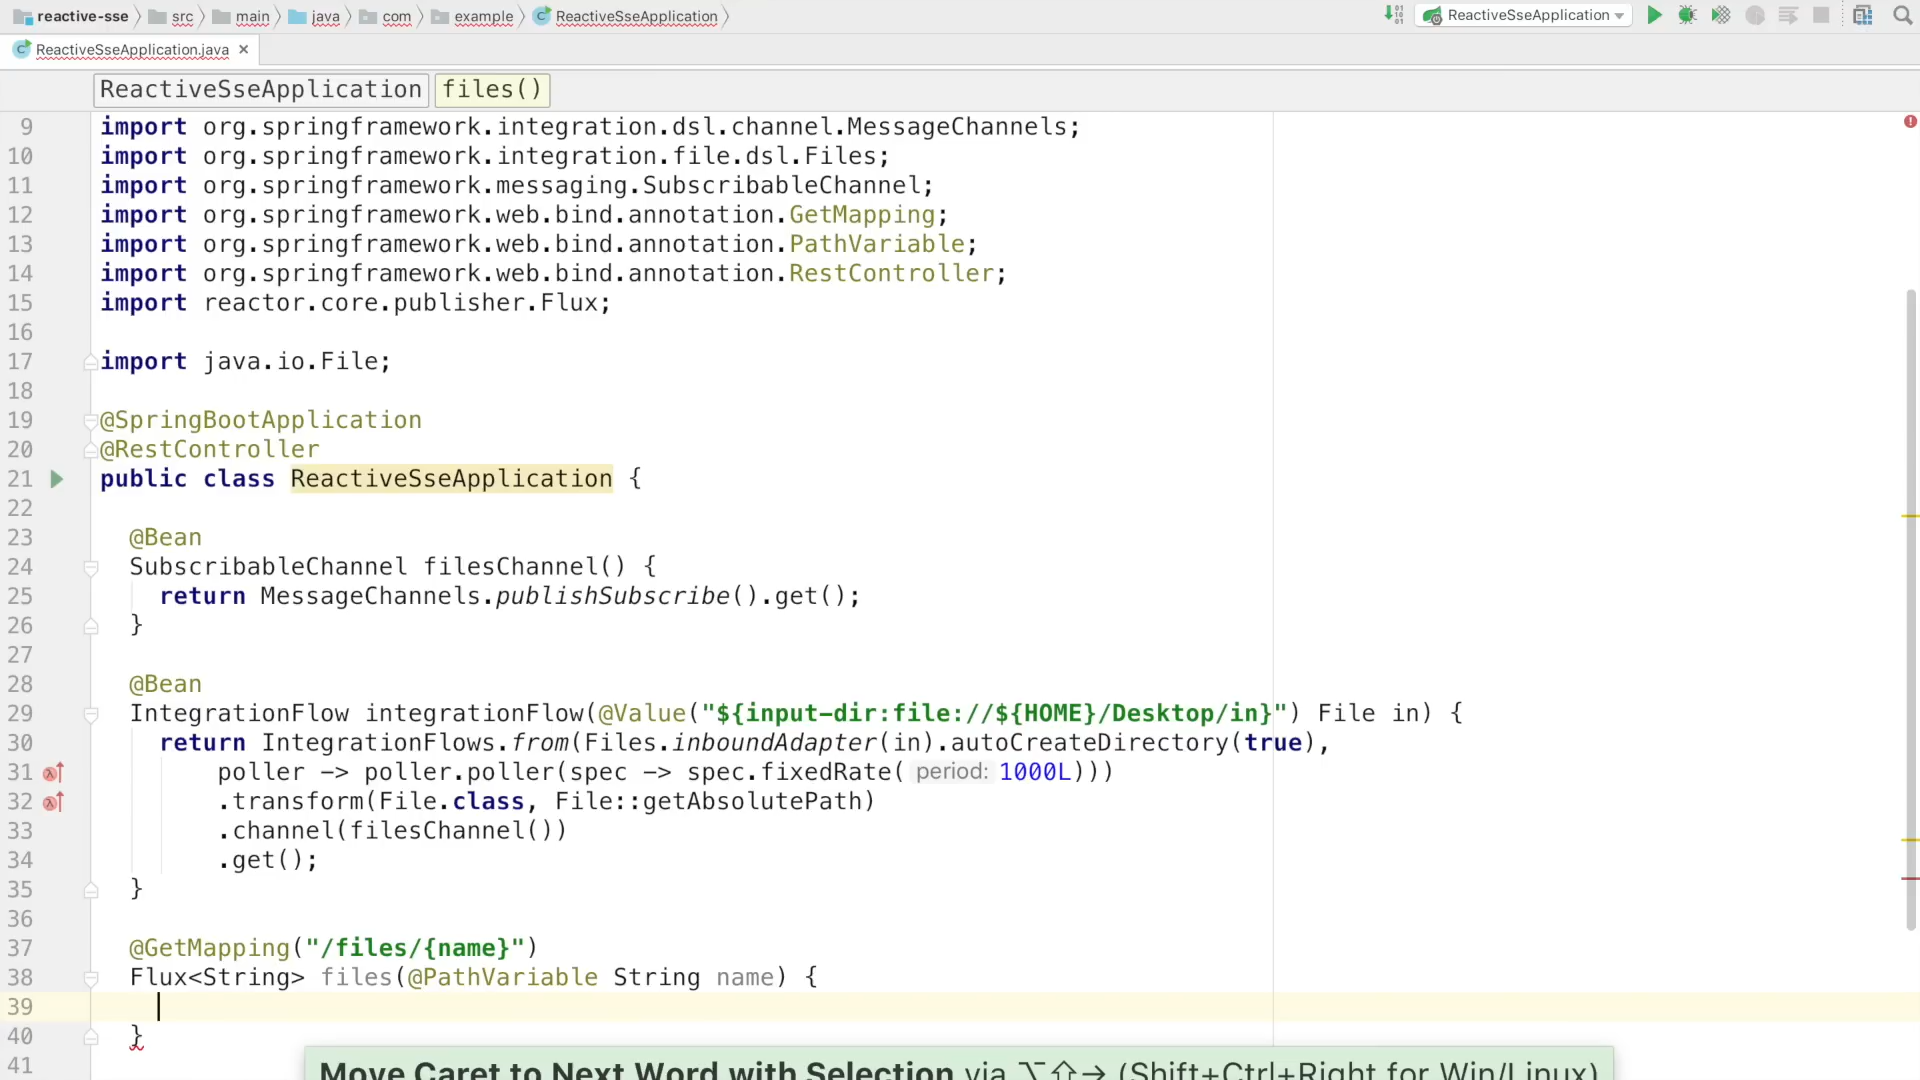 reactive-sse src main java com example ReactiveSseApplication ReactiveSseApplication
ReactiveSseApplication.java
ReactiveSseApplication files()
9 import org.springframework.integration.dsl.channel.MessageChannels;
10 import org.springframework.integration.file.dsl.Files;
11 import org.springframework.messaging.SubscribableChannel;
12 import org.springframework.web.bind.annotation.GetMapping;
13 import org.springframework.web.bind.annotation.PathVariable;
14 import org.springframework.web.bind.annotation.RestController;
15 import reactor.core.publisher.Flux;
16
17 import java.io.File;
18
19 @SpringBootApplication
20 @RestController
21 public class ReactiveSseApplication {
22
23 @Bean
24 SubscribableChannel filesChannel() {
25 return MessageChannels.publishSubscribe().get();
26 }
27
28 @Bean
29 IntegrationFlow integrationFlow(@Value("${input-dir:file://${HOME}/Desktop/in}") File in) {
30 return IntegrationFlows.from(Files.inboundAdapter(in).autoCreateDirectory(true),
31 poller -> poller.poller(spec -> spec.fixedRate( period: 1000L)))
32 .transform(File.class, File::getAbsolutePath)
33 .channel(filesChannel())
34 .get();
35 }
36
37 @GetMapping("/files/{name}")
38 Flux<String> files(@PathVariable String name) {
39
40 }
41
Move Caret to Next Word with Selection via ⌥⇧→ (Shift+Ctrl+Right for Win/Linux)